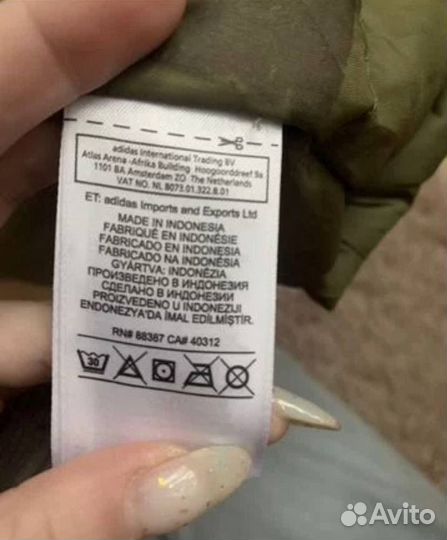 adidas International Trading BV
Atlas Arena -Afrika Building Hoogoorddreef 9a
1101 BA Amsterdam ZO The Netherlands
VAT NO. NL 8073.01.322.B.01
ET: adidas Imports and Exports Ltd
MADE IN INDONESIA
FABRIQUÉ EN INDONÉSIE
FABRICADO EN INDONESIA
FABRICADO NA INDONÉSIA
GYÁRTVA: INDONÉZIA
ПРОИЗВЕДЕНО В ИНДОНЕЗИЯ
СДЕЛАНО В ИНДОНЕЗИИ
PROIZVEDENO U INDONEZIJI
ENDONEZYA'DA İMAL EDİLMİŞTİR.
RN# 88387 CA# 40312
30
Avito